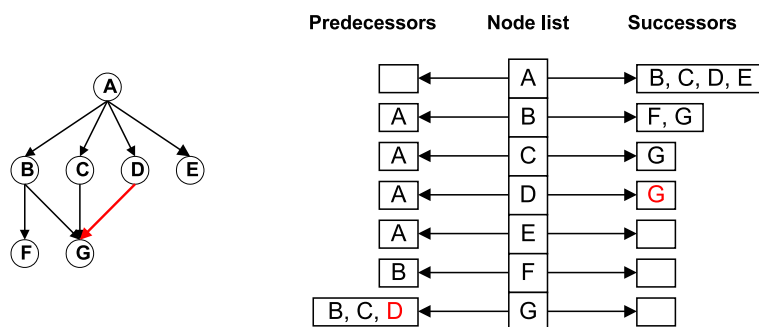 Predecessors Node list Successors
A
B C D E
F G
A B, C, D, E
A B F, G
A C G
A D G
A E
B F
B, C, D G